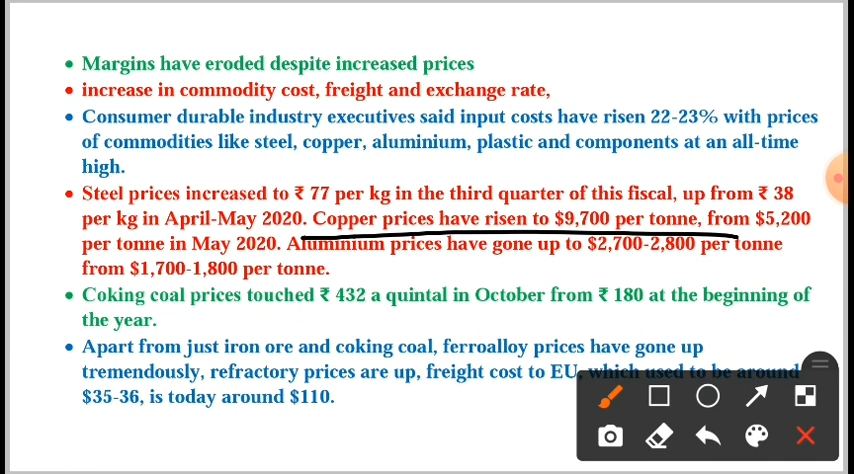 • Margins have eroded despite increased prices
• increase in commodity cost, freight and exchange rate,
• Consumer durable industry executives said input costs have risen 22-23% with prices
of commodities like steel, copper, aluminium, plastic and components at an all-time
high.
• Steel prices increased to ₹ 77 per kg in the third quarter of this fiscal, up from ₹ 38
per kg in April-May 2020. Copper prices have risen to $9,700 per tonne, from $5,200
per tonne in May 2020. Aluminium prices have gone up to $2,700-2,800 per tonne
from $1,700-1,800 per tonne.
• Coking coal prices touched ₹ 432 a quintal in October from ₹ 180 at the beginning of
the year.
• Apart from just iron ore and coking coal, ferroalloy prices have gone up
tremendously, refractory prices are up, freight cost to EU, which used to be around
$35-36, is today around $110.